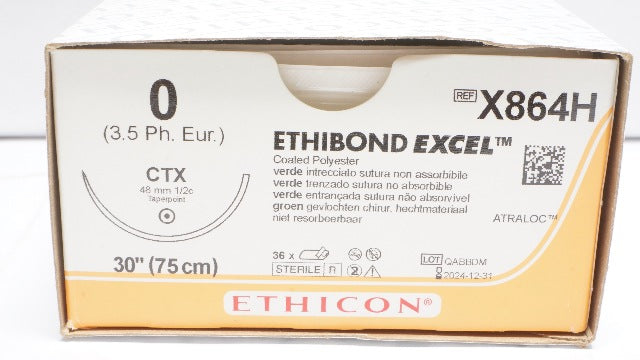 0
(3.5 Ph. Eur.)
CTX
48 mm 1/2c
Taperpoint
30" (75 cm)
REF X864H
ETHIBOND EXCEL™
Coated Polyester
verde intrecciato sutura non assorbibile
verde trenzado sutura no absorbible
verde entrançada sutura não absorvível
groen gevlochten chirur. hechtmateriaal
niet resorbeerbaar
ATRALOC™
36 x
STERILE R
2
LOT QABBDM
2024-12-31
ETHICON®